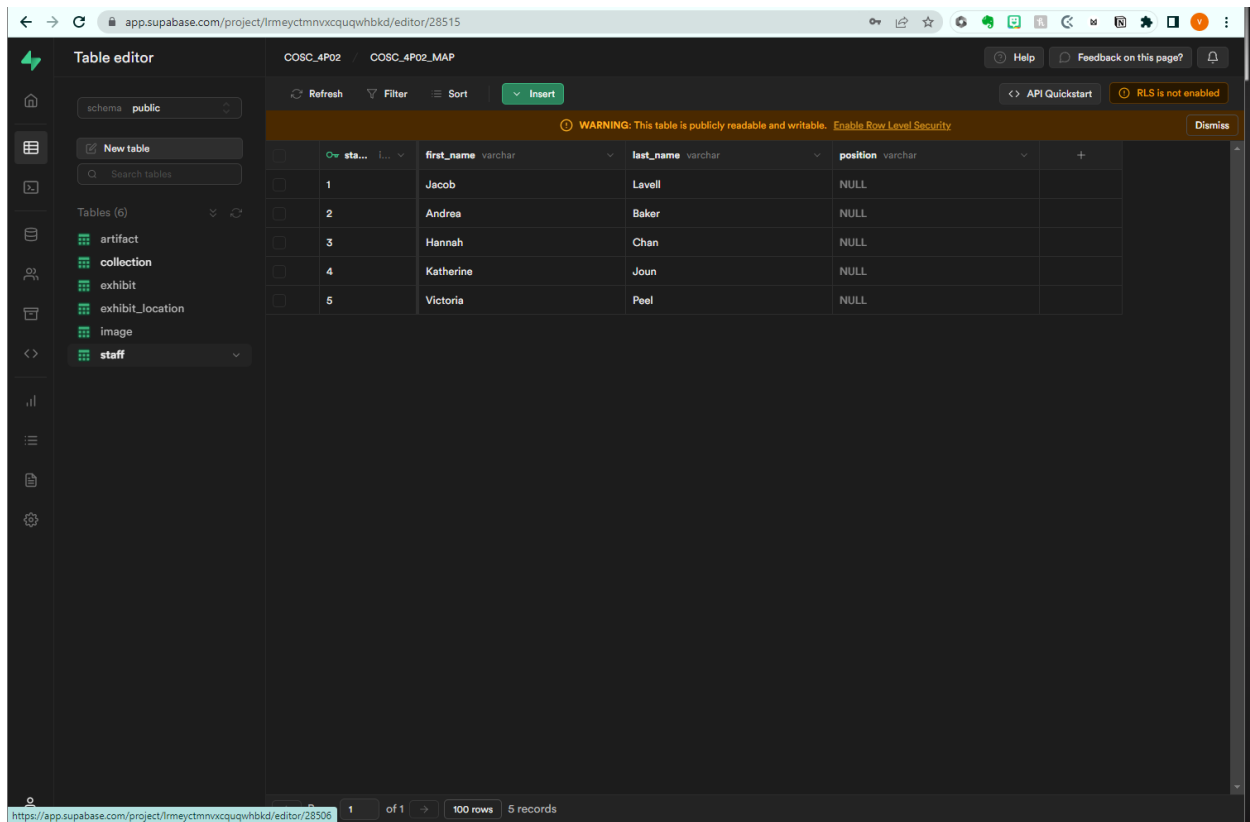 app.supabase.com/project/lrmeyctmnvxcquqwhbkd/editor/28515
Table editor
COSC_4P02 / COSC_4P02_MAP
Help
Feedback on this page?
schema public
Refresh Filter Sort Insert
API Quickstart
RLS is not enabled
WARNING: This table is publicly readable and writable. Enable Row Level Security
Dismiss
New table
Search tables
Tables (6)
artifact
collection
exhibit
exhibit_location
image
staff
sta... i... first_name varchar last_name varchar position varchar +
1 Jacob Lavell NULL
2 Andrea Baker NULL
3 Hannah Chan NULL
4 Katherine Joun NULL
5 Victoria Peel NULL
1 of 1 100 rows 5 records
https://app.supabase.com/project/lrmeyctmnvxcquqwhbkd/editor/28506